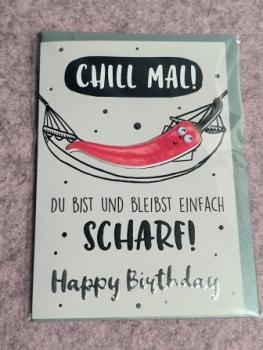 CHILL MAL!
DU BIST UND BLEIBST EINFACH
SCHARF!
Happy Birthday